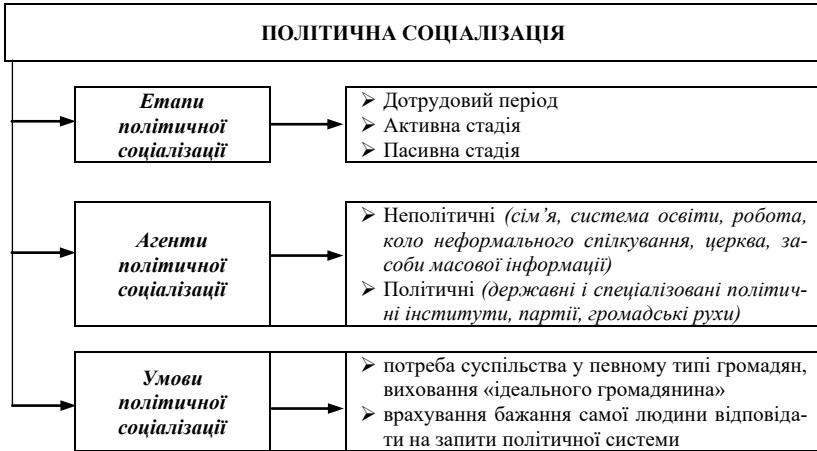 ПОЛІТИЧНА СОЦІАЛІЗАЦІЯ
Етапи
політичної
соціалізації
➢ Дотрудовий період
➢ Активна стадія
➢ Пасивна стадія
Агенти
політичної
соціалізації
➢ Неполітичні (сім’я, система освіти, робота,
коло неформального спілкування, церква, за-
соби масової інформації)
➢ Політичні (державні і спеціалізовані політич-
ні інститути, партії, громадські рухи)
Умови
політичної
соціалізації
➢ потреба суспільства у певному типі громадян,
виховання «ідеального громадянина»
➢ врахування бажання самої людини відповіда-
ти на запити політичної системи